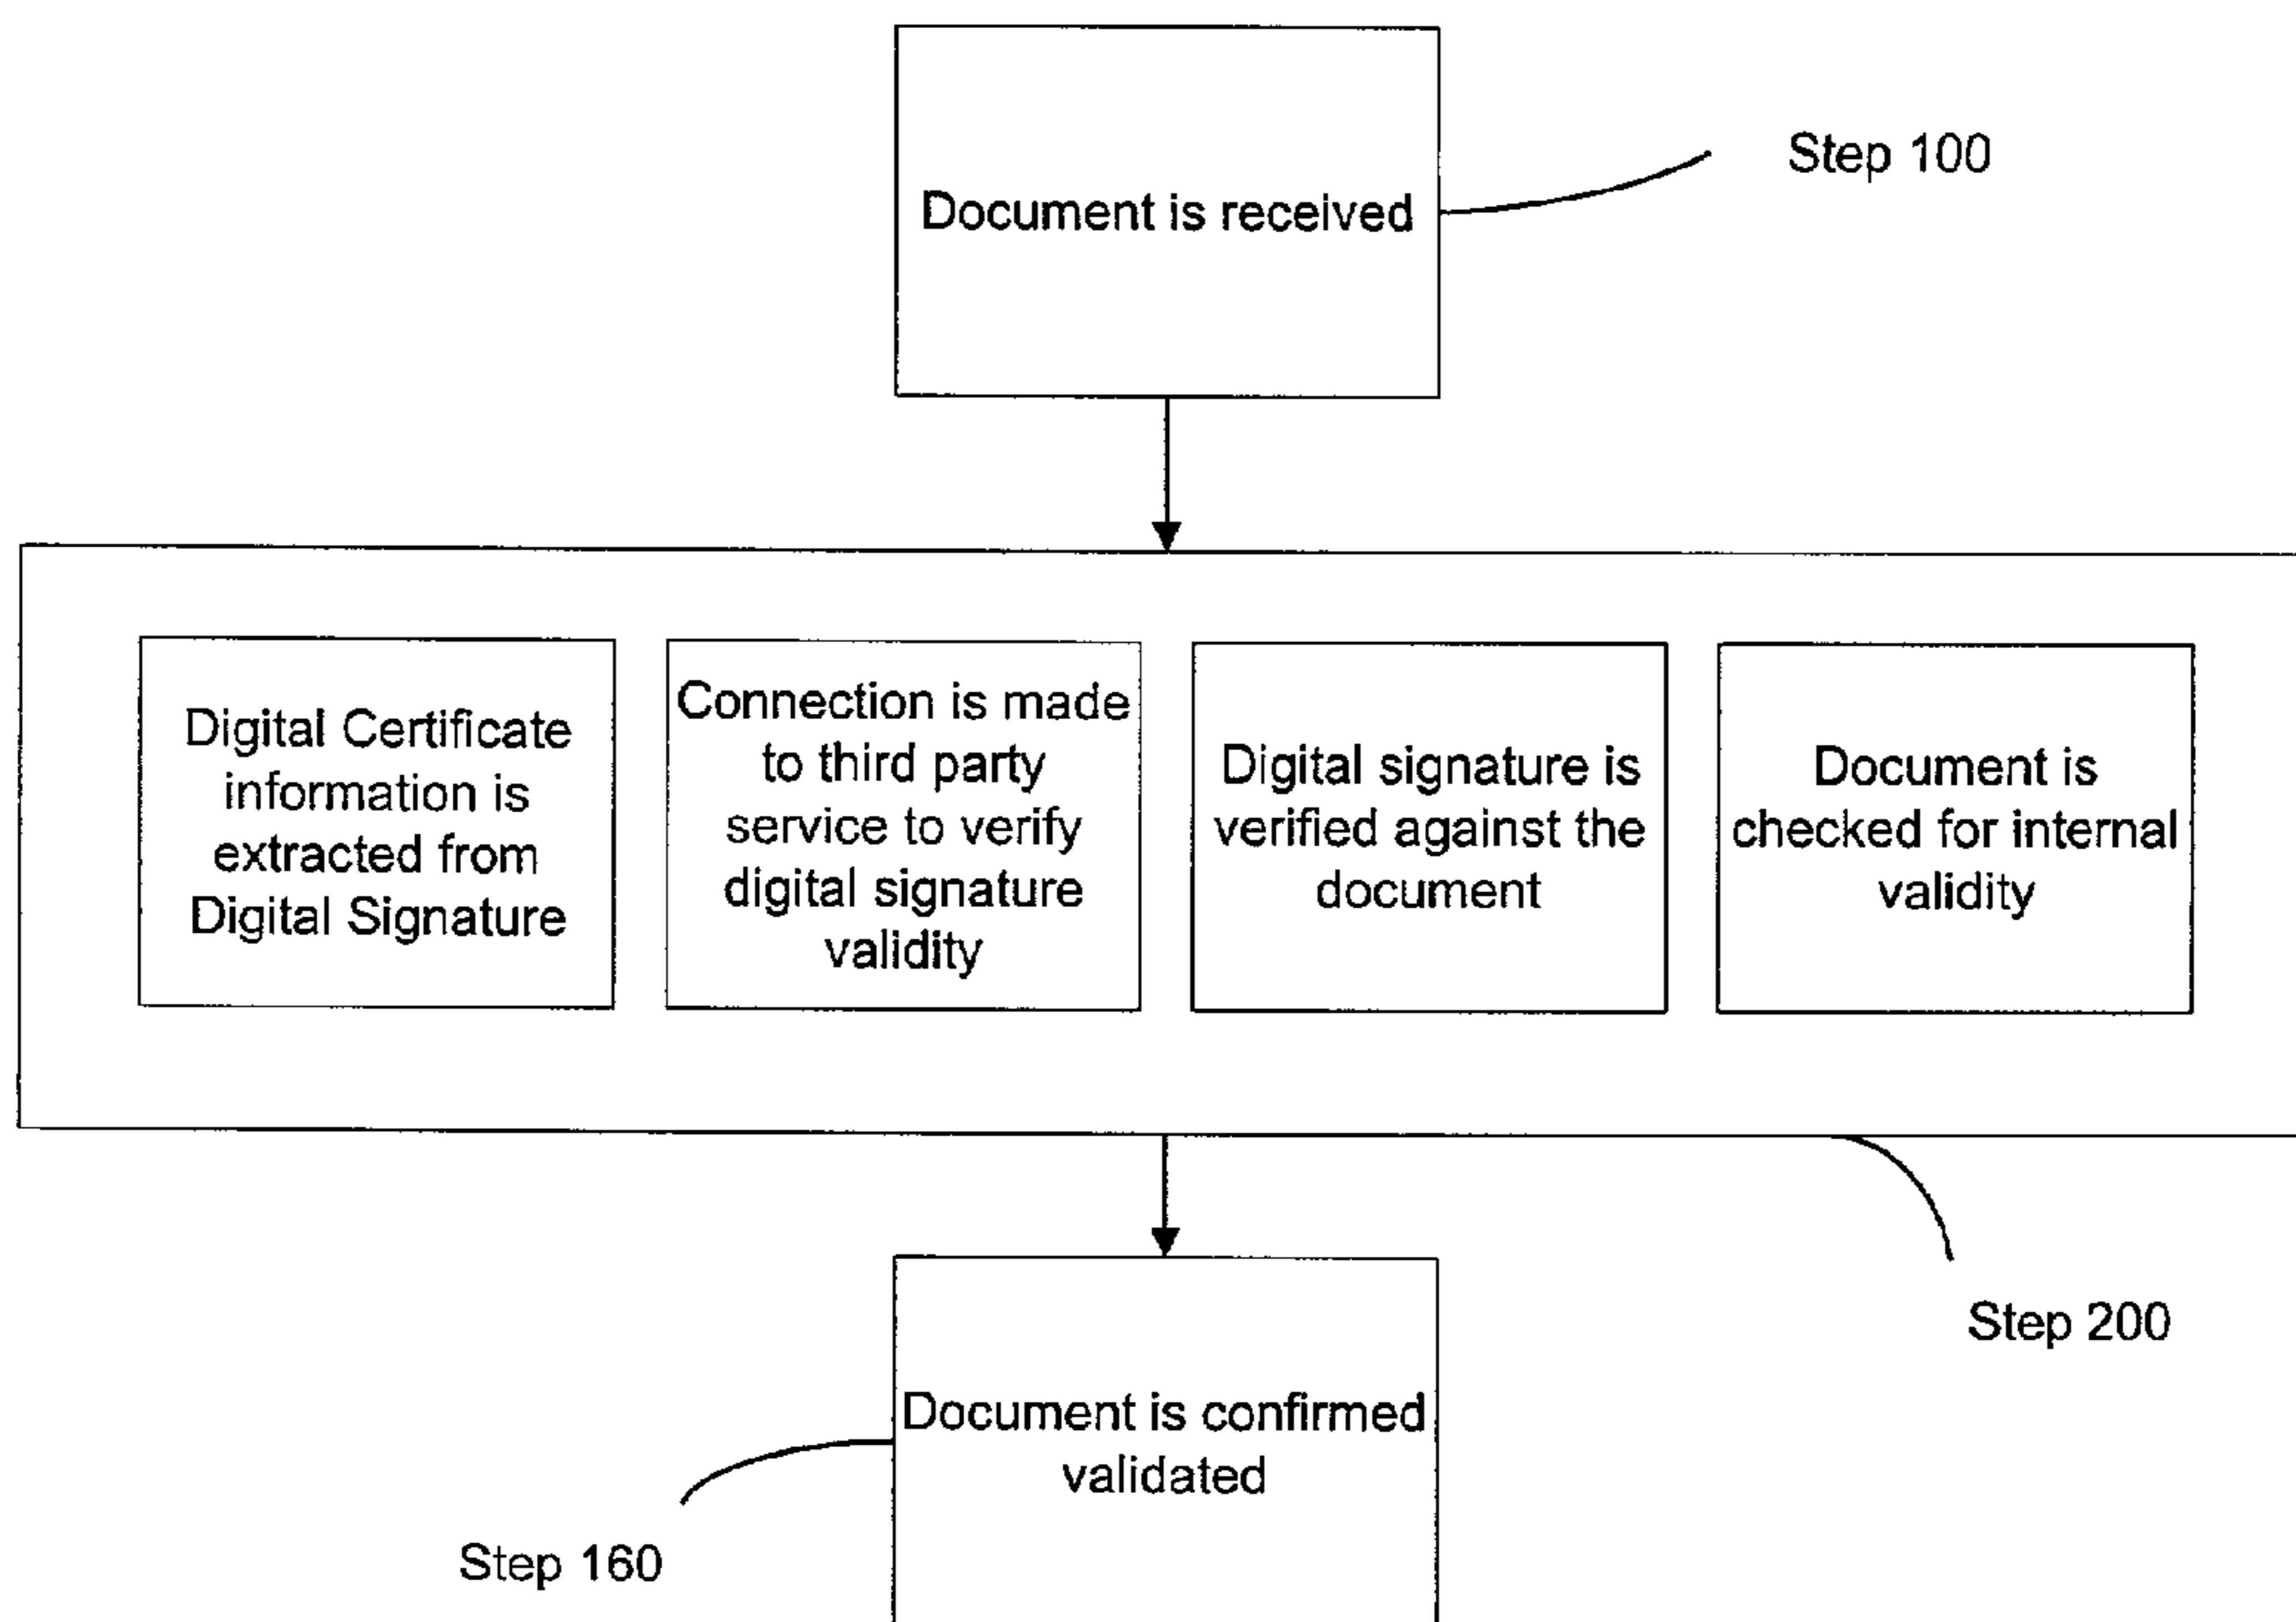 Document is received
Step 100
Digital Certificate
information is
extracted from
Digital Signature
Connection is made
to third party
service to verify
digital signature
validity
Digital signature is
verified against the
document
Document is
checked for internal
validity
Step 200
Document is confirmed
validated
Step 160